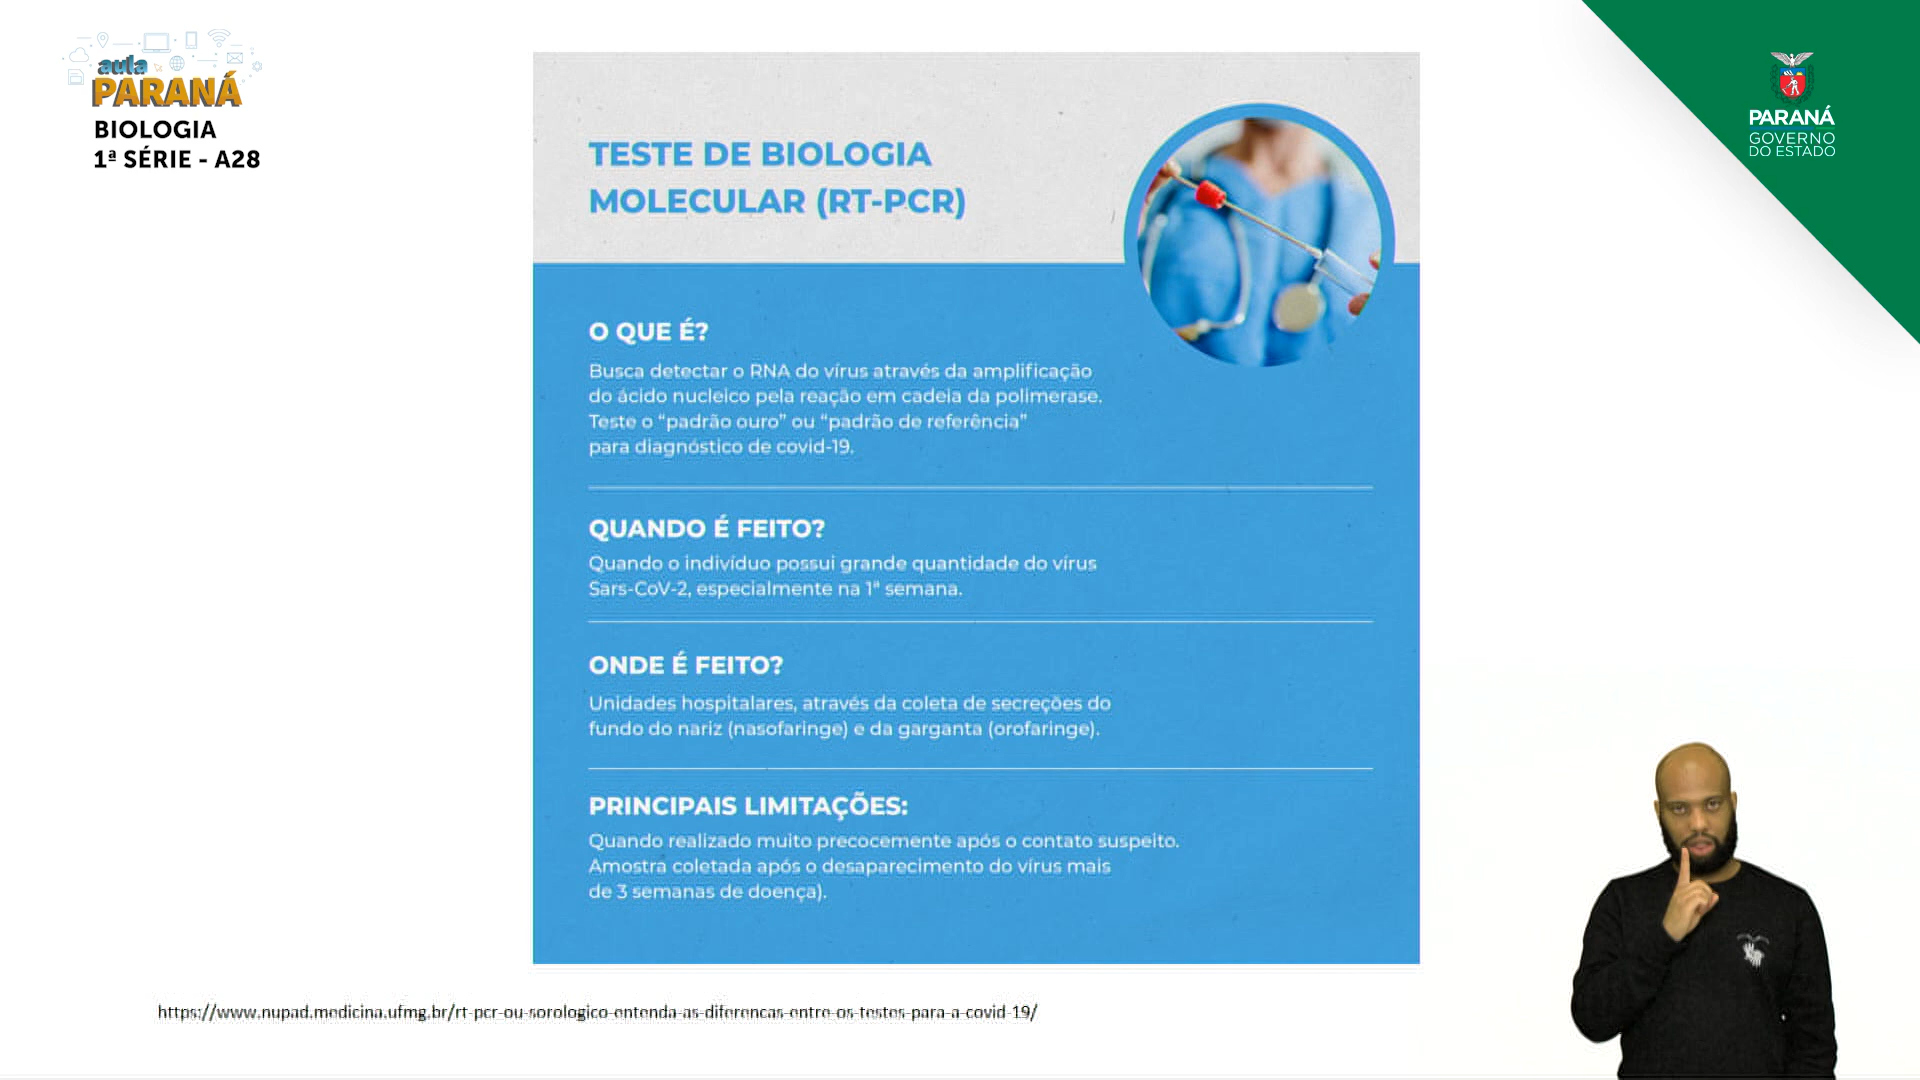 aula
PARANÁ
BIOLOGIA
1ª SÉRIE - A28
PARANÁ
GOVERNO
DO ESTADO
TESTE DE BIOLOGIA
MOLECULAR (RT-PCR)
O QUE É?
Busca detectar o RNA do vírus através da amplificação
do ácido nucleico pela reação em cadeia da polimerase.
Teste o “padrão ouro” ou “padrão de referência”
para diagnóstico de covid-19.
QUANDO É FEITO?
Quando o indivíduo possui grande quantidade do vírus
Sars-CoV-2, especialmente na 1ª semana.
ONDE É FEITO?
Unidades hospitalares, através da coleta de secreções do
fundo do nariz (nasofaringe) e da garganta (orofaringe).
PRINCIPAIS LIMITAÇÕES:
Quando realizado muito precocemente após o contato suspeito.
Amostra coletada após o desaparecimento do vírus mais
de 3 semanas de doença).
https://www.nupad.medicina.ufmg.br/rt-pcr-ou-sorologico-entenda-as-diferencas-entre-os-testes-para-a-covid-19/